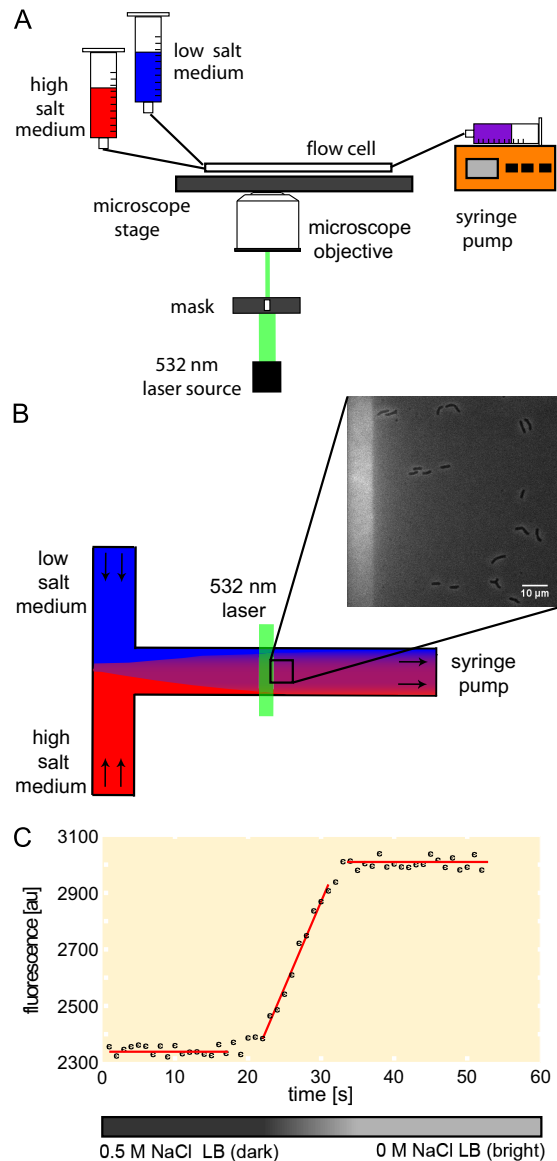 A
low salt
medium
high
salt
medium
flow cell
microscope
stage
microscope
objective
syringe
pump
mask
532 nm
laser source
B
10 µm
low
salt
medium
532 nm
laser
syringe
pump
high
salt
medium
C
3100
2900
2700
2500
2300
fluorescence [au]
0
10
20
30
40
50
60
time [s]
0.5 M NaCl LB (dark)
0 M NaCl LB (bright)